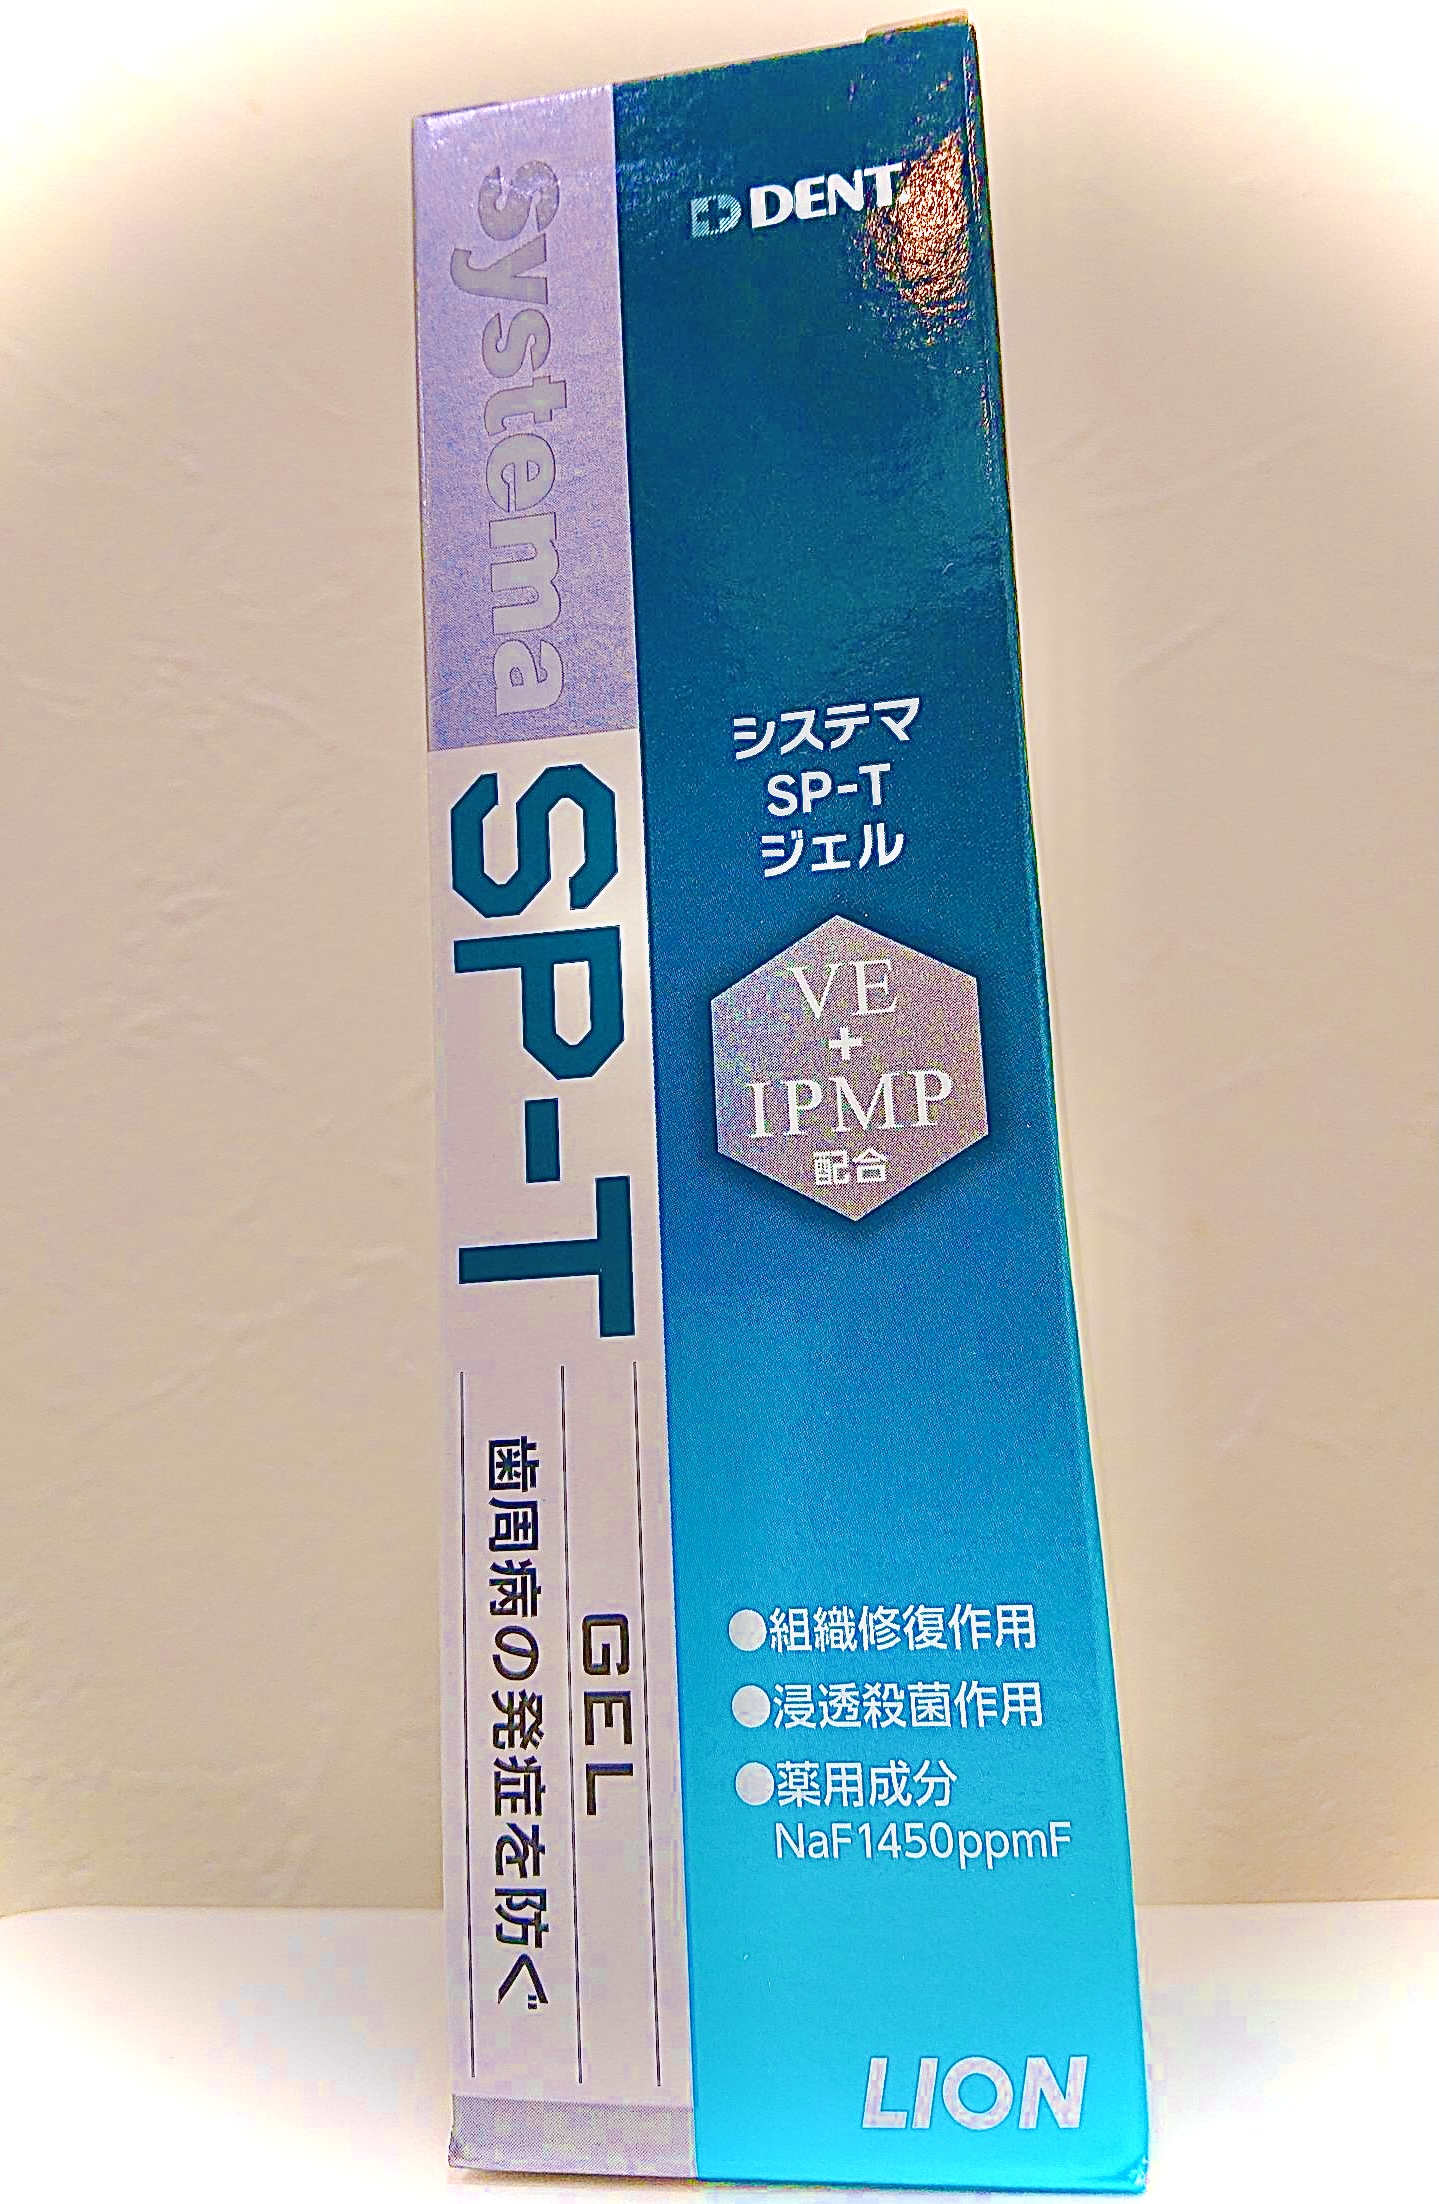 Systema
SP-T
GEL
歯周病の発症を防ぐ
DENT.
システマ
SP-T
ジェル
VE
+
IPMP
配合
●組織修復作用
●浸透殺菌作用
●薬用成分
NaF1450ppmF
LION